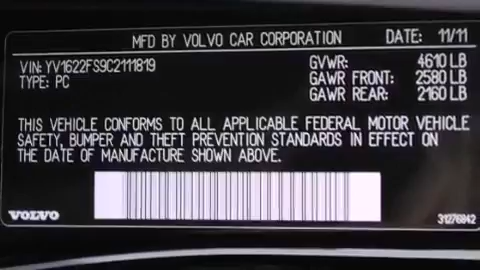 MFD BY VOLVO CAR CORPORATION DATE: 11/11
VIN: YV1622FS9C2111819 GVWR: 4610 LB
TYPE: PC GAWR FRONT: 2580 LB
GAWR REAR: 2160 LB
THIS VEHICLE CONFORMS TO ALL APPLICABLE FEDERAL MOTOR VEHICLE
SAFETY, BUMPER AND THEFT PREVENTION STANDARDS IN EFFECT ON
THE DATE OF MANUFACTURE SHOWN ABOVE.
VOLVO 31276842